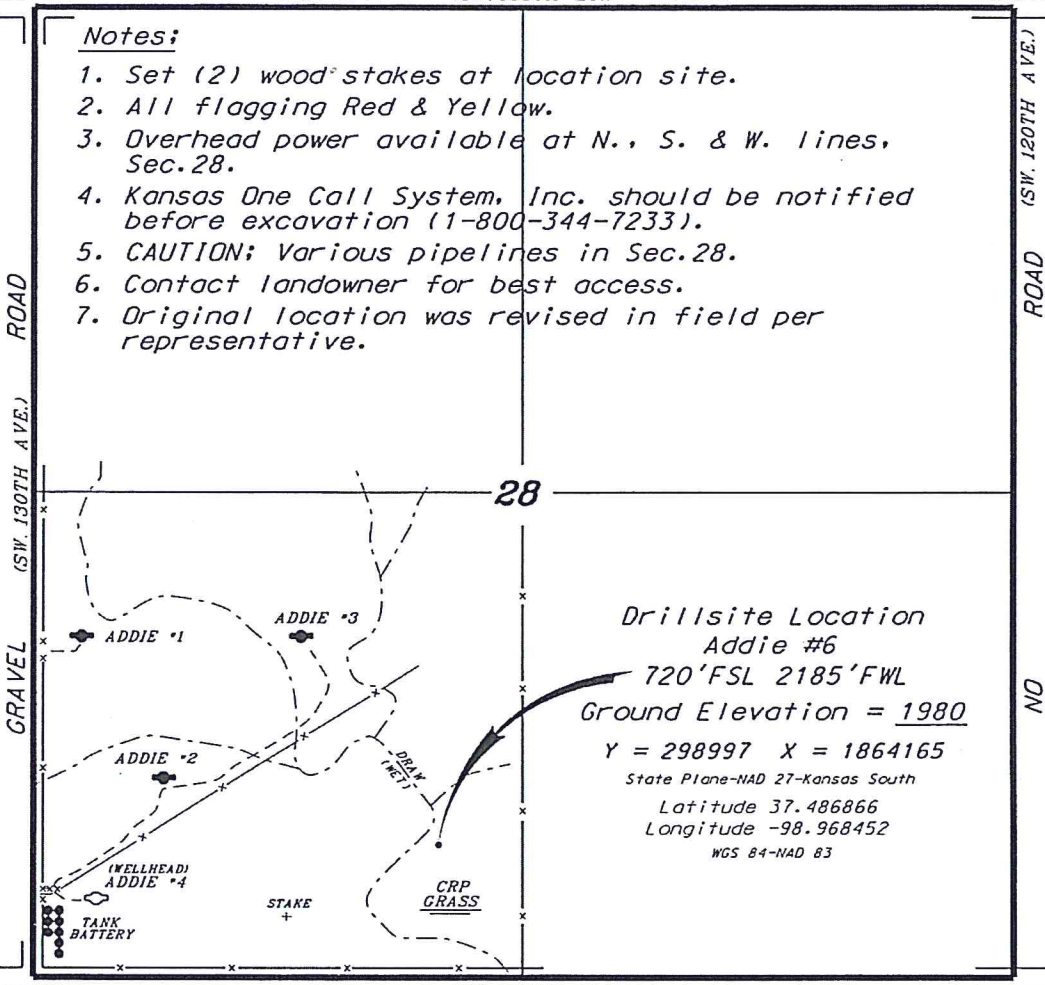 Notes:
1. Set (2) wood stakes at location site.
2. All flagging Red & Yellow.
3. Overhead power available at N., S. & W. lines,
Sec.28.
4. Kansas One Call System, Inc. should be notified
before excavation (1-800-344-7233).
5. CAUTION: Various pipelines in Sec.28.
6. Contact landowner for best access.
7. Original location was revised in field per
representative.
GRAVEL (SW. 130TH AVE.) ROAD
NO ROAD (SW. 120TH AVE.)
28
ADDIE #1
ADDIE #3
ADDIE #2
DRAW
(WET)
(WELLHEAD)
ADDIE #4
TANK
BATTERY
STAKE
CRP
GRASS
Drillsite Location
Addie #6
720'FSL 2185'FWL
Ground Elevation = 1980
Y = 298997 X = 1864165
State Plane-NAD 27-Kansas South
Latitude 37.486866
Longitude -98.968452
WGS 84-NAD 83